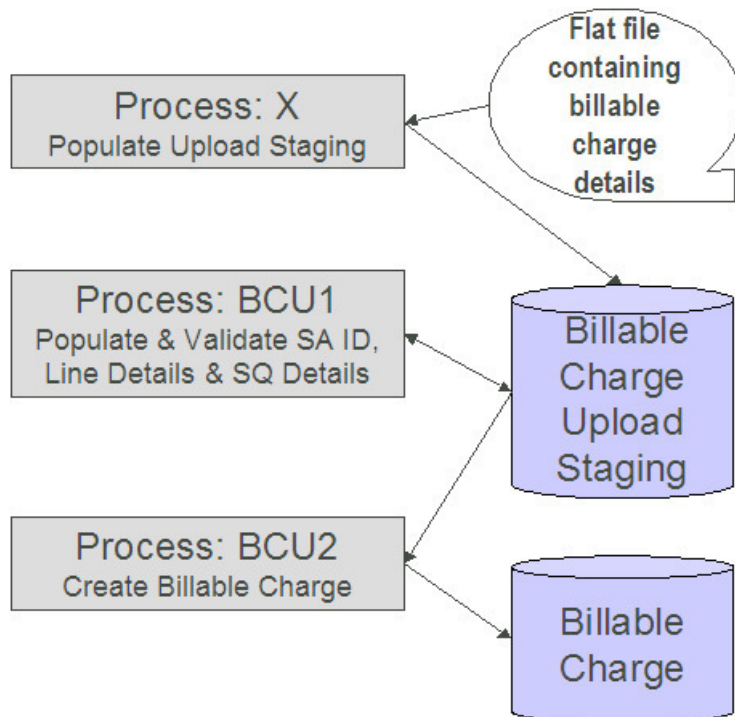 Process: X
Populate Upload Staging
Flat file
containing
billable
charge
details
Process: BCU1
Populate & Validate SA ID,
Line Details & SQ Details
Billable
Charge
Upload
Staging
Process: BCU2
Create Billable Charge
Billable
Charge